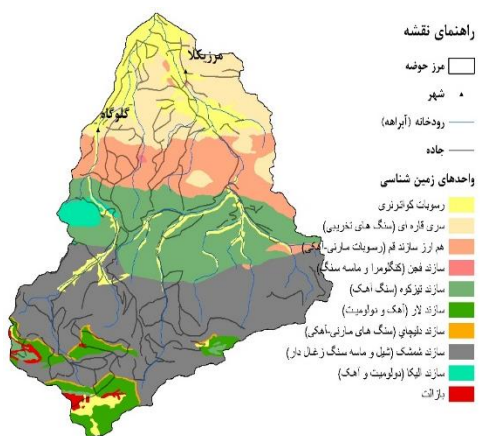 مرزیکلا
گلوگاه
راهنمای نقشه
مرز حوضه
شهر
رودخانه (آبراهه)
جاده
واحدهای زمین شناسی
رسوبات کواترنری
سری قاره ای (سنگ های تخریبی)
هم ارز سازند قم (رسوبات مارنی-آهکی)
سازند فجن (کنگلومرا و ماسه سنگ)
سازند تیزکوه (سنگ آهک)
سازند لار (آهک و دولومیت)
سازند دلیچای (سنگ های مارنی-آهکی)
سازند شمشک (شیل و ماسه سنگ زغال دار)
سازند الیکا (دولومیت و آهک)
بازالت